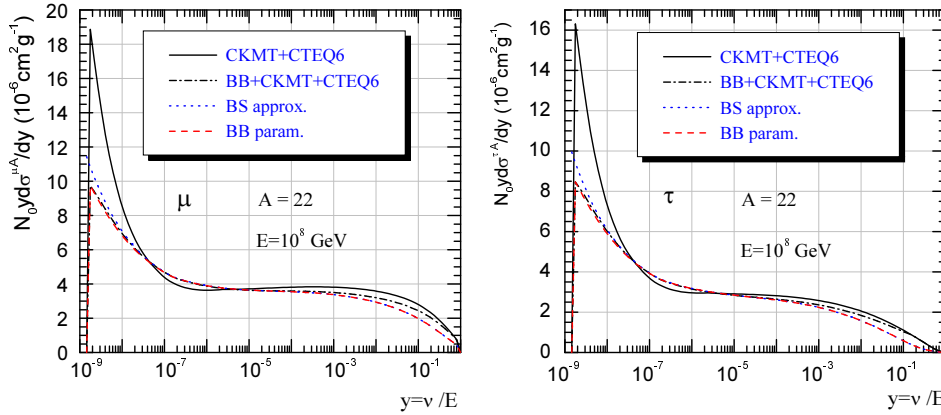 N₀ydσ^μA/dy (10⁻⁶cm²g⁻¹)
20
18
16
14
12
10
8
6
4
2
0
CKMT+CTEQ6
BB+CKMT+CTEQ6
BS approx.
BB param.
μ
A = 22
E=10⁸ GeV
10⁻⁹ 10⁻⁷ 10⁻⁵ 10⁻³ 10⁻¹
y=ν /E
N₀ydσ^τA/dy (10⁻⁶cm²g⁻¹)
16
14
12
10
8
6
4
2
0
CKMT+CTEQ6
BB+CKMT+CTEQ6
BS approx.
BB param.
τ
A = 22
E=10⁸ GeV
10⁻⁹ 10⁻⁷ 10⁻⁵ 10⁻³ 10⁻¹
y=ν /E